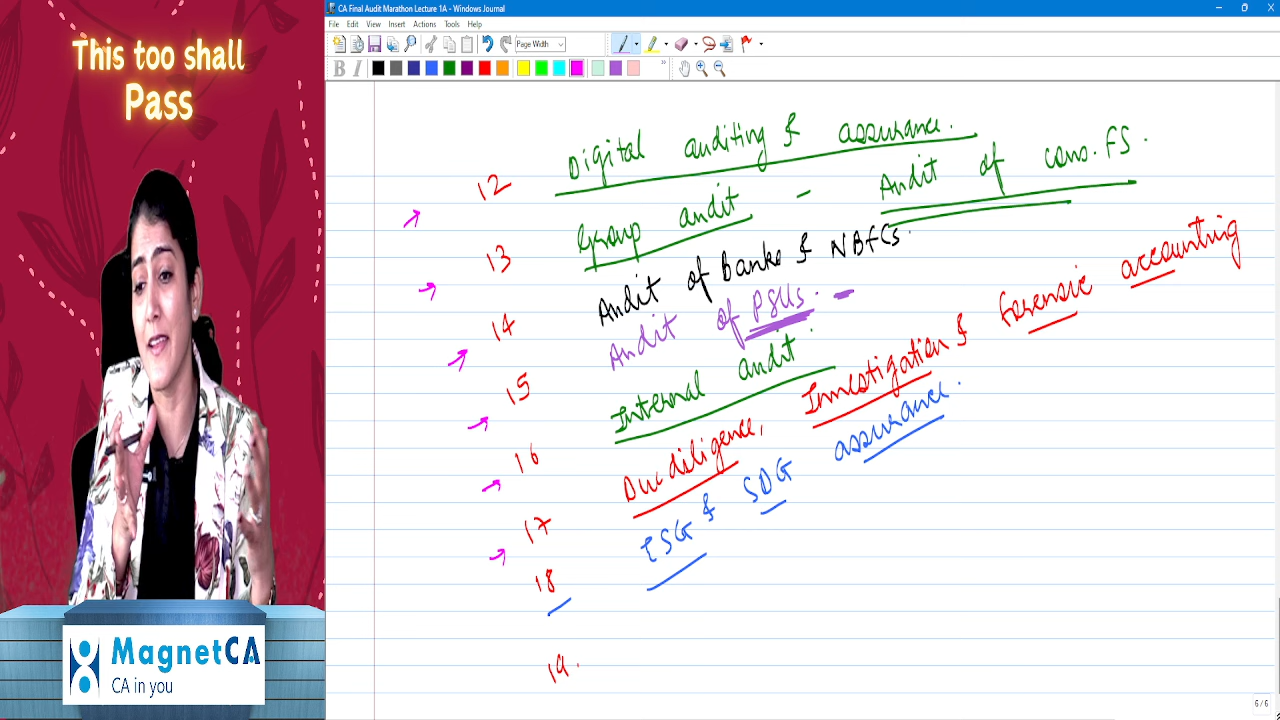 This too shall
Pass
CA Final Audit Marathon Lecture 1A - Windows Journal
File Edit View Insert Actions Tools Help
Page Width
B I
12 Digital auditing & assurance.
13 Group audit - Audit of cons. FS.
14 Audit of Banks & NBFCs.
15 Audit of PSUs. -
16 Internal audit.
17 Due diligence, Investigation & Forensic accounting
18 ESG & SDG assurance.
19.
MagnetCA
CA in you
6 / 6